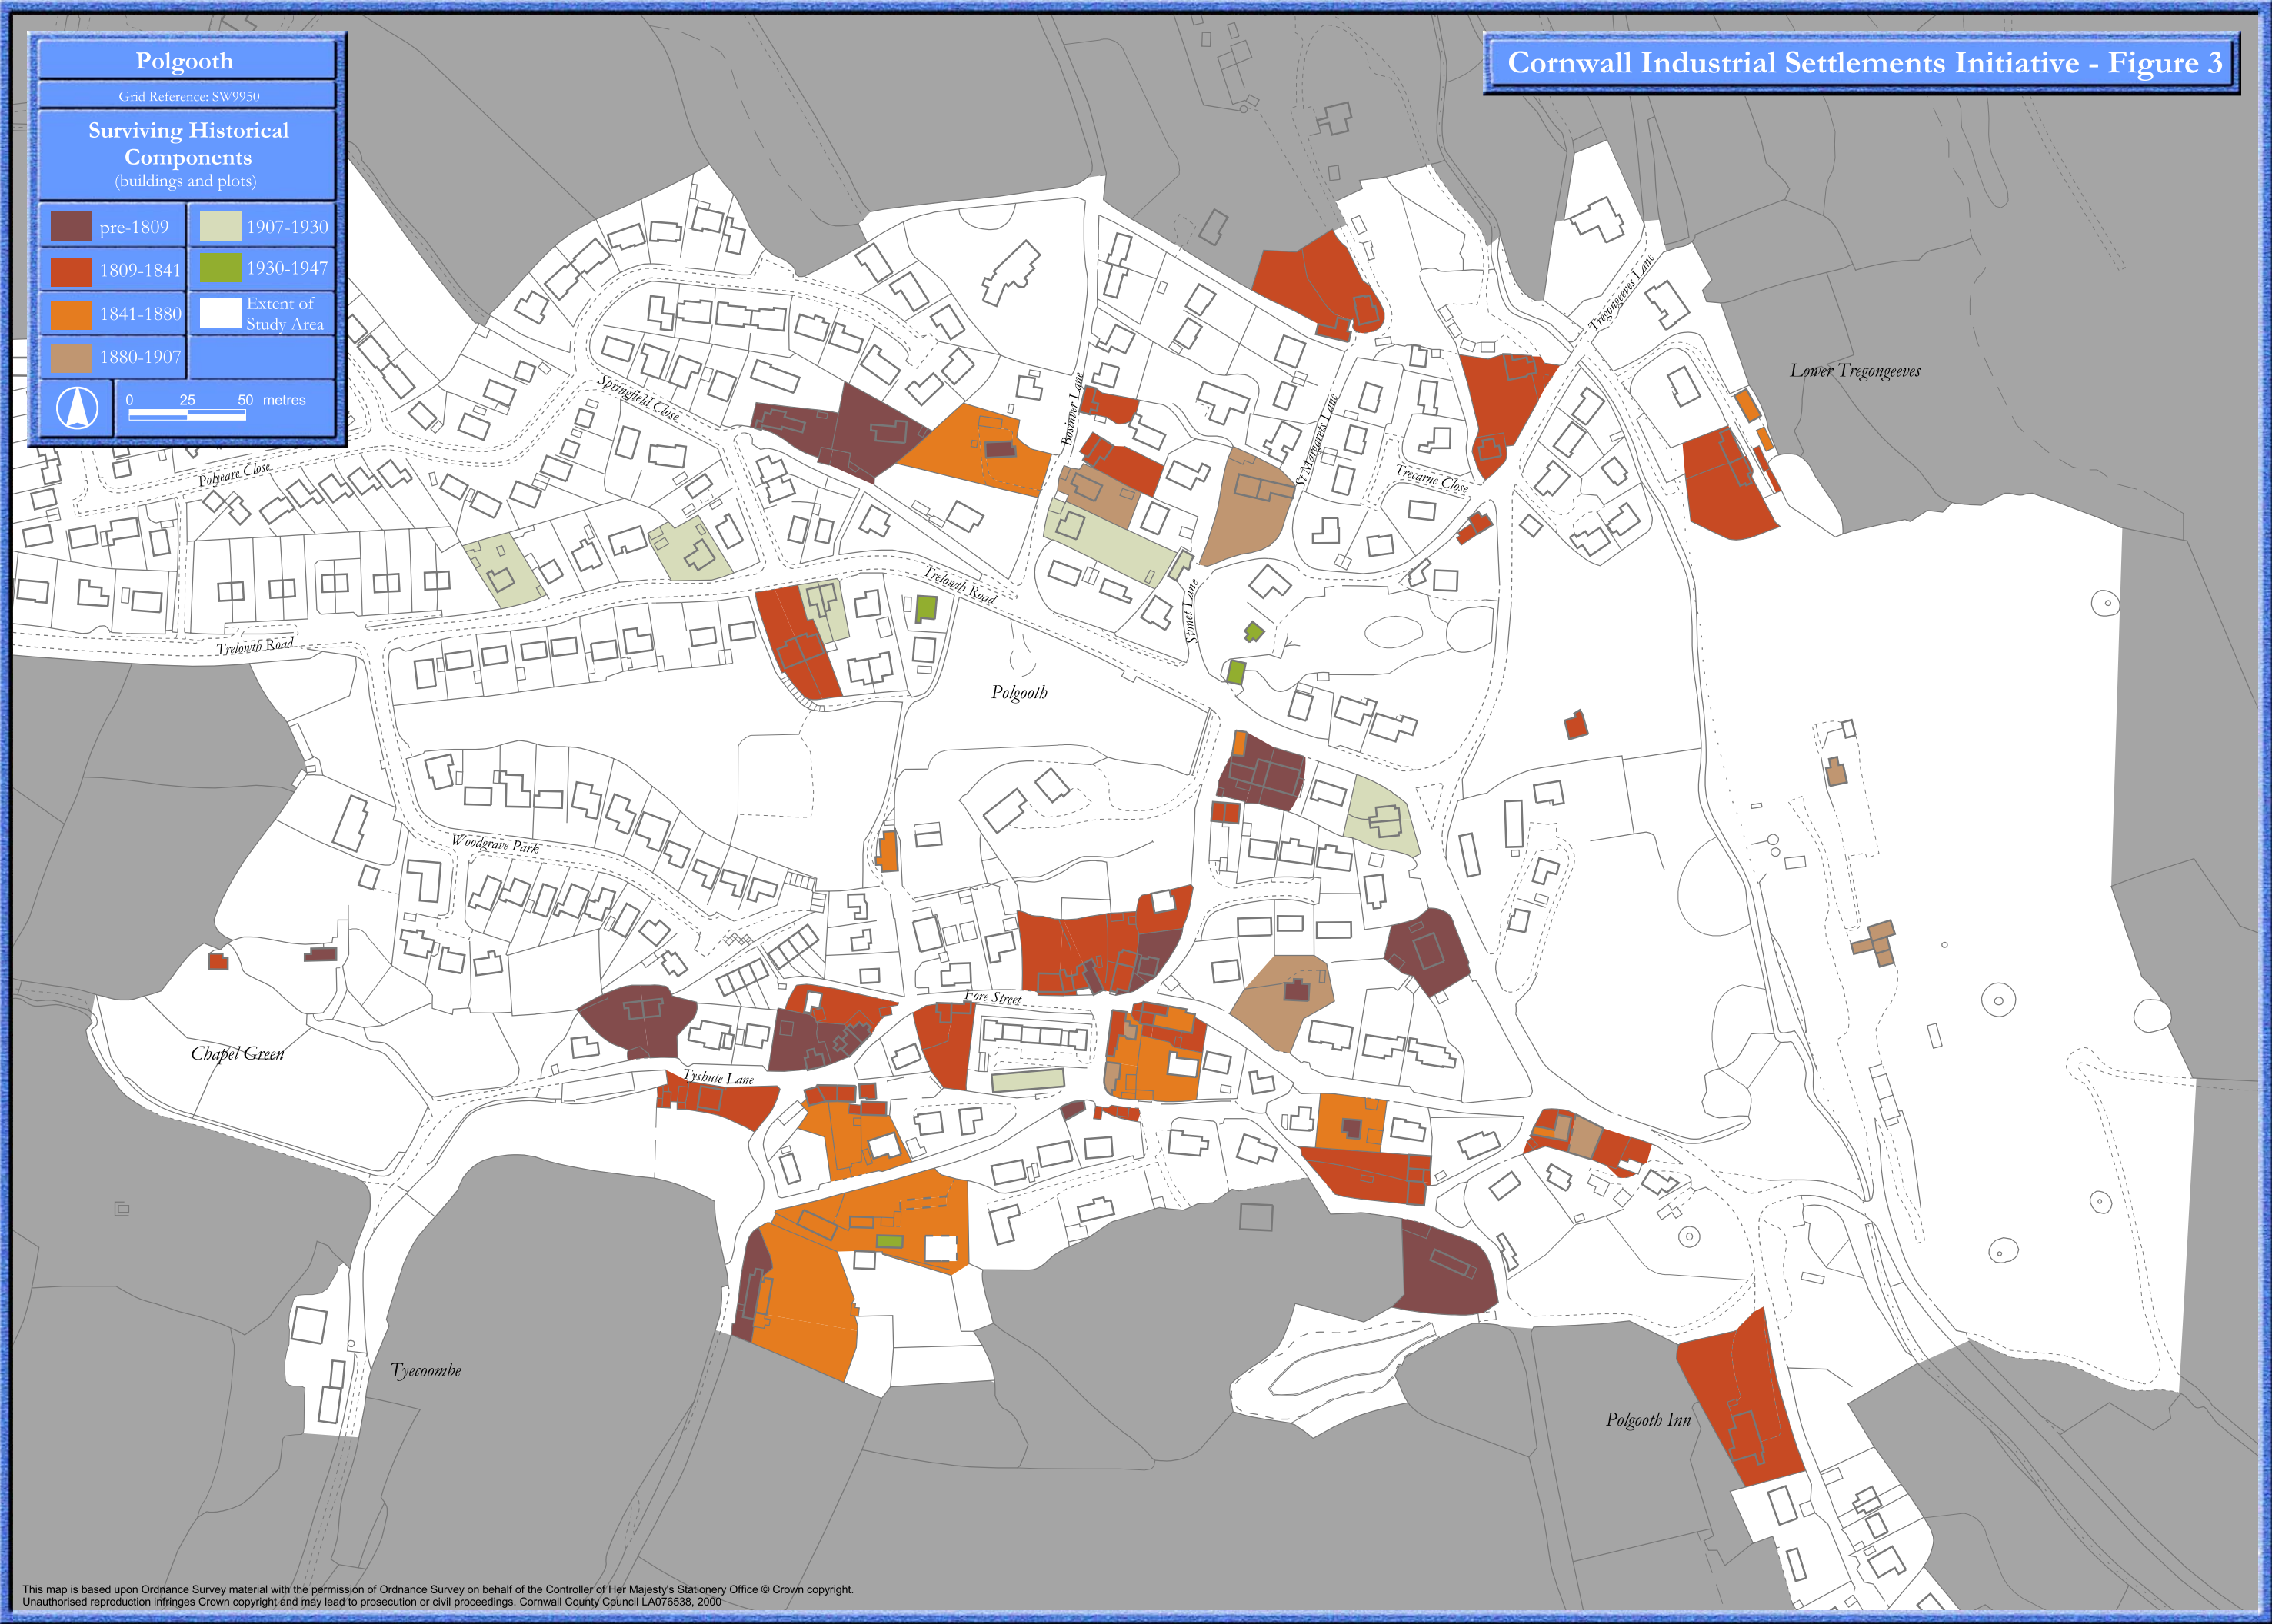 Polgooth
Grid Reference: SW9950
Surviving Historical
Components
(buildings and plots)
pre-1809
1907-1930
1809-1841
1930-1947
1841-1880
Extent of
Study Area
1880-1907
0 25 50 metres
Cornwall Industrial Settlements Initiative - Figure 3
Tregongeeves Lane
Lower Tregongeeves
Springfield Close
Bosinver Lane
St Margarets Lane
Polyeare Close
Trecarne Close
Trelowth Road
Stoney Lane
Trelowth Road
Polgooth
Woodgrave Park
Fore Street
Chapel Green
Tyshute Lane
Tyecoombe
Polgooth Inn
This map is based upon Ordnance Survey material with the permission of Ordnance Survey on behalf of the Controller of Her Majesty's Stationery Office © Crown copyright.
Unauthorised reproduction infringes Crown copyright and may lead to prosecution or civil proceedings. Cornwall County Council LA076538, 2000